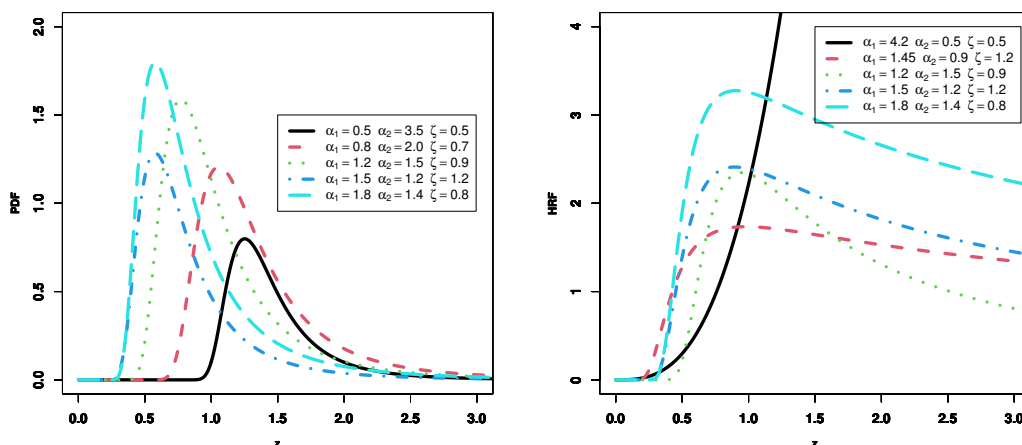 2.0
1.5
1.0
0.5
0.0
PDF
α1 = 0.5 α2 = 3.5 ζ = 0.5
α1 = 0.8 α2 = 2.0 ζ = 0.7
α1 = 1.2 α2 = 1.5 ζ = 0.9
α1 = 1.5 α2 = 1.2 ζ = 1.2
α1 = 1.8 α2 = 1.4 ζ = 0.8
0.0 0.5 1.0 1.5 2.0 2.5 3.0
4
3
2
1
0
HRF
α1 = 4.2 α2 = 0.5 ζ = 0.5
α1 = 1.45 α2 = 0.9 ζ = 1.2
α1 = 1.2 α2 = 1.5 ζ = 0.9
α1 = 1.5 α2 = 1.2 ζ = 1.2
α1 = 1.8 α2 = 1.4 ζ = 0.8
0.0 0.5 1.0 1.5 2.0 2.5 3.0